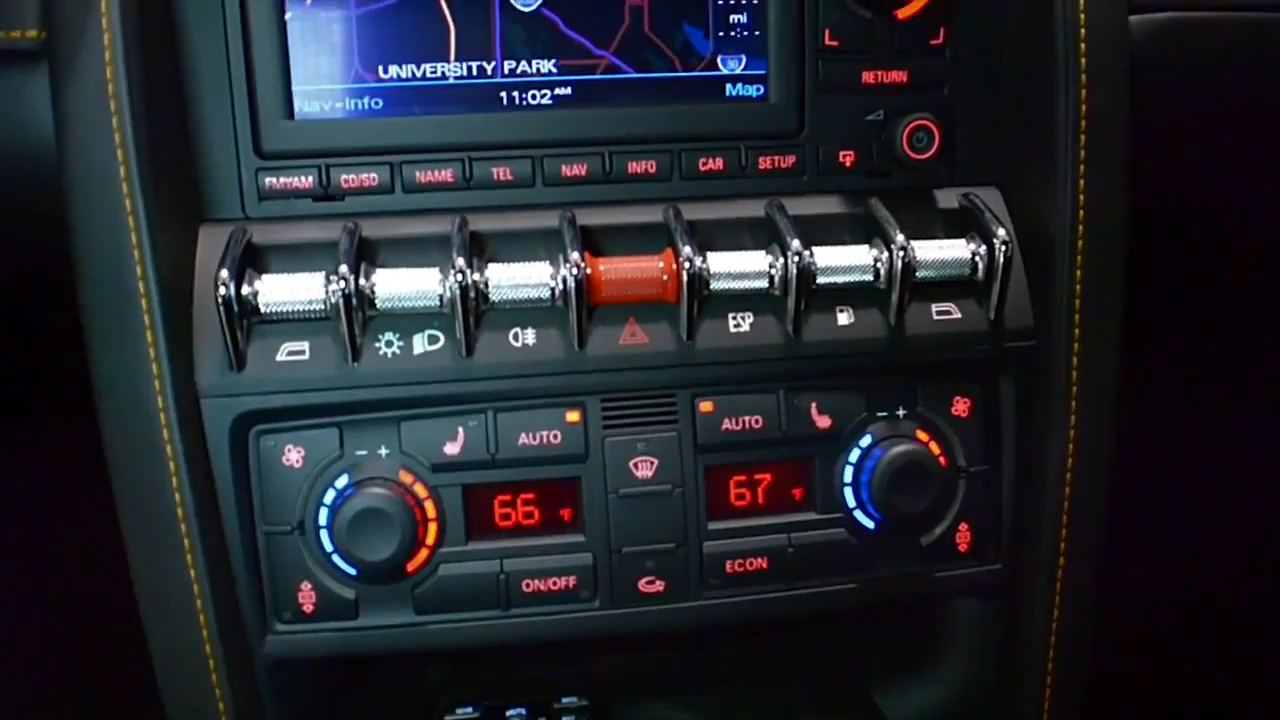 mi
30
UNIVERSITY PARK
Nav-Info 11:02 AM Map
RETURN
FM/AM CD/SD NAME TEL NAV INFO CAR SETUP
ESP
AUTO AUTO
- + - +
66 °F 67 °F
ON/OFF ECON